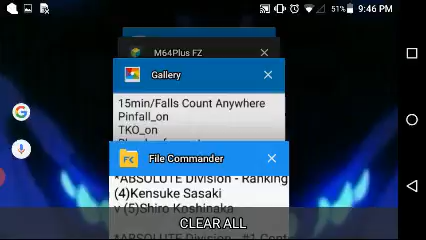 51% 9:46 PM
M64Plus FZ
Gallery
15min/Falls Count Anywhere
Pinfall_on
TKO_on
FC File Commander
*ABSOLUTE DIVISION - Ranking
(4)Kensuke Sasaki
v (5)Shiro Koshinaka
CLEAR ALL